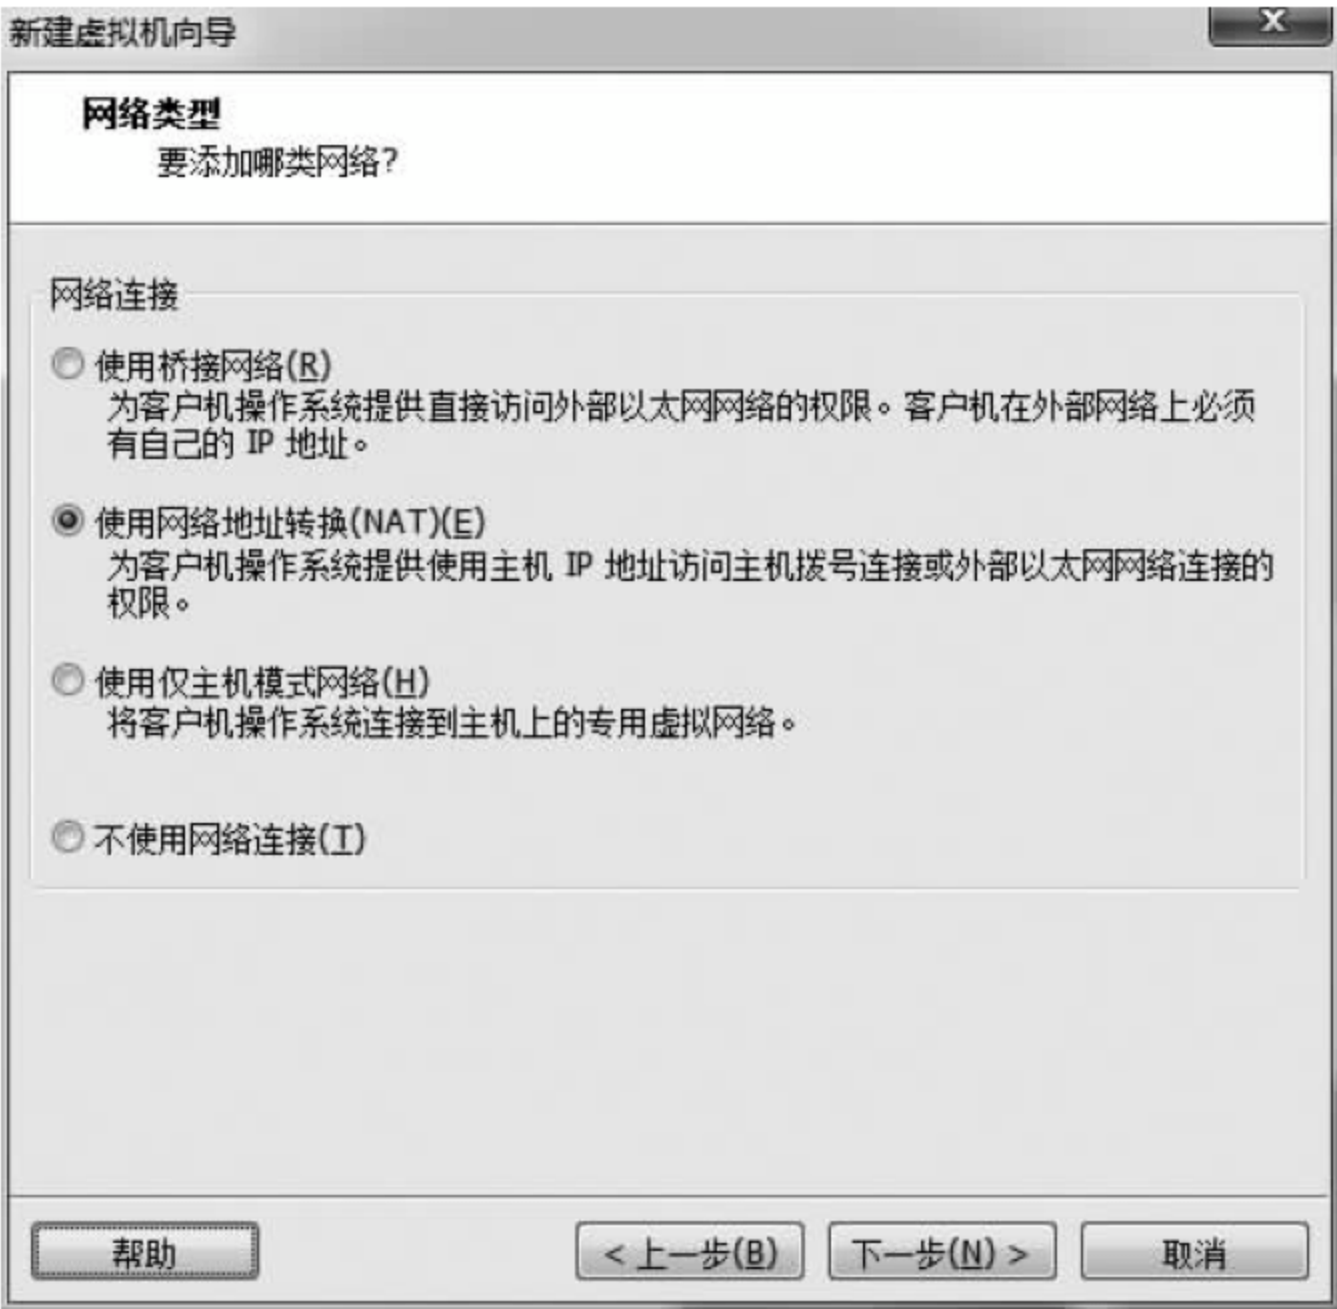 新建虚拟机向导
X
网络类型
要添加哪类网络?
网络连接
使用桥接网络(R)
为客户机操作系统提供直接访问外部以太网网络的权限。客户机在外部网络上必须
有自己的 IP 地址。
使用网络地址转换(NAT)(E)
为客户机操作系统提供使用主机 IP 地址访问主机拨号连接或外部以太网网络连接的
权限。
使用仅主机模式网络(H)
将客户机操作系统连接到主机上的专用虚拟网络。
不使用网络连接(T)
帮助 < 上一步(B) 下一步(N) > 取消